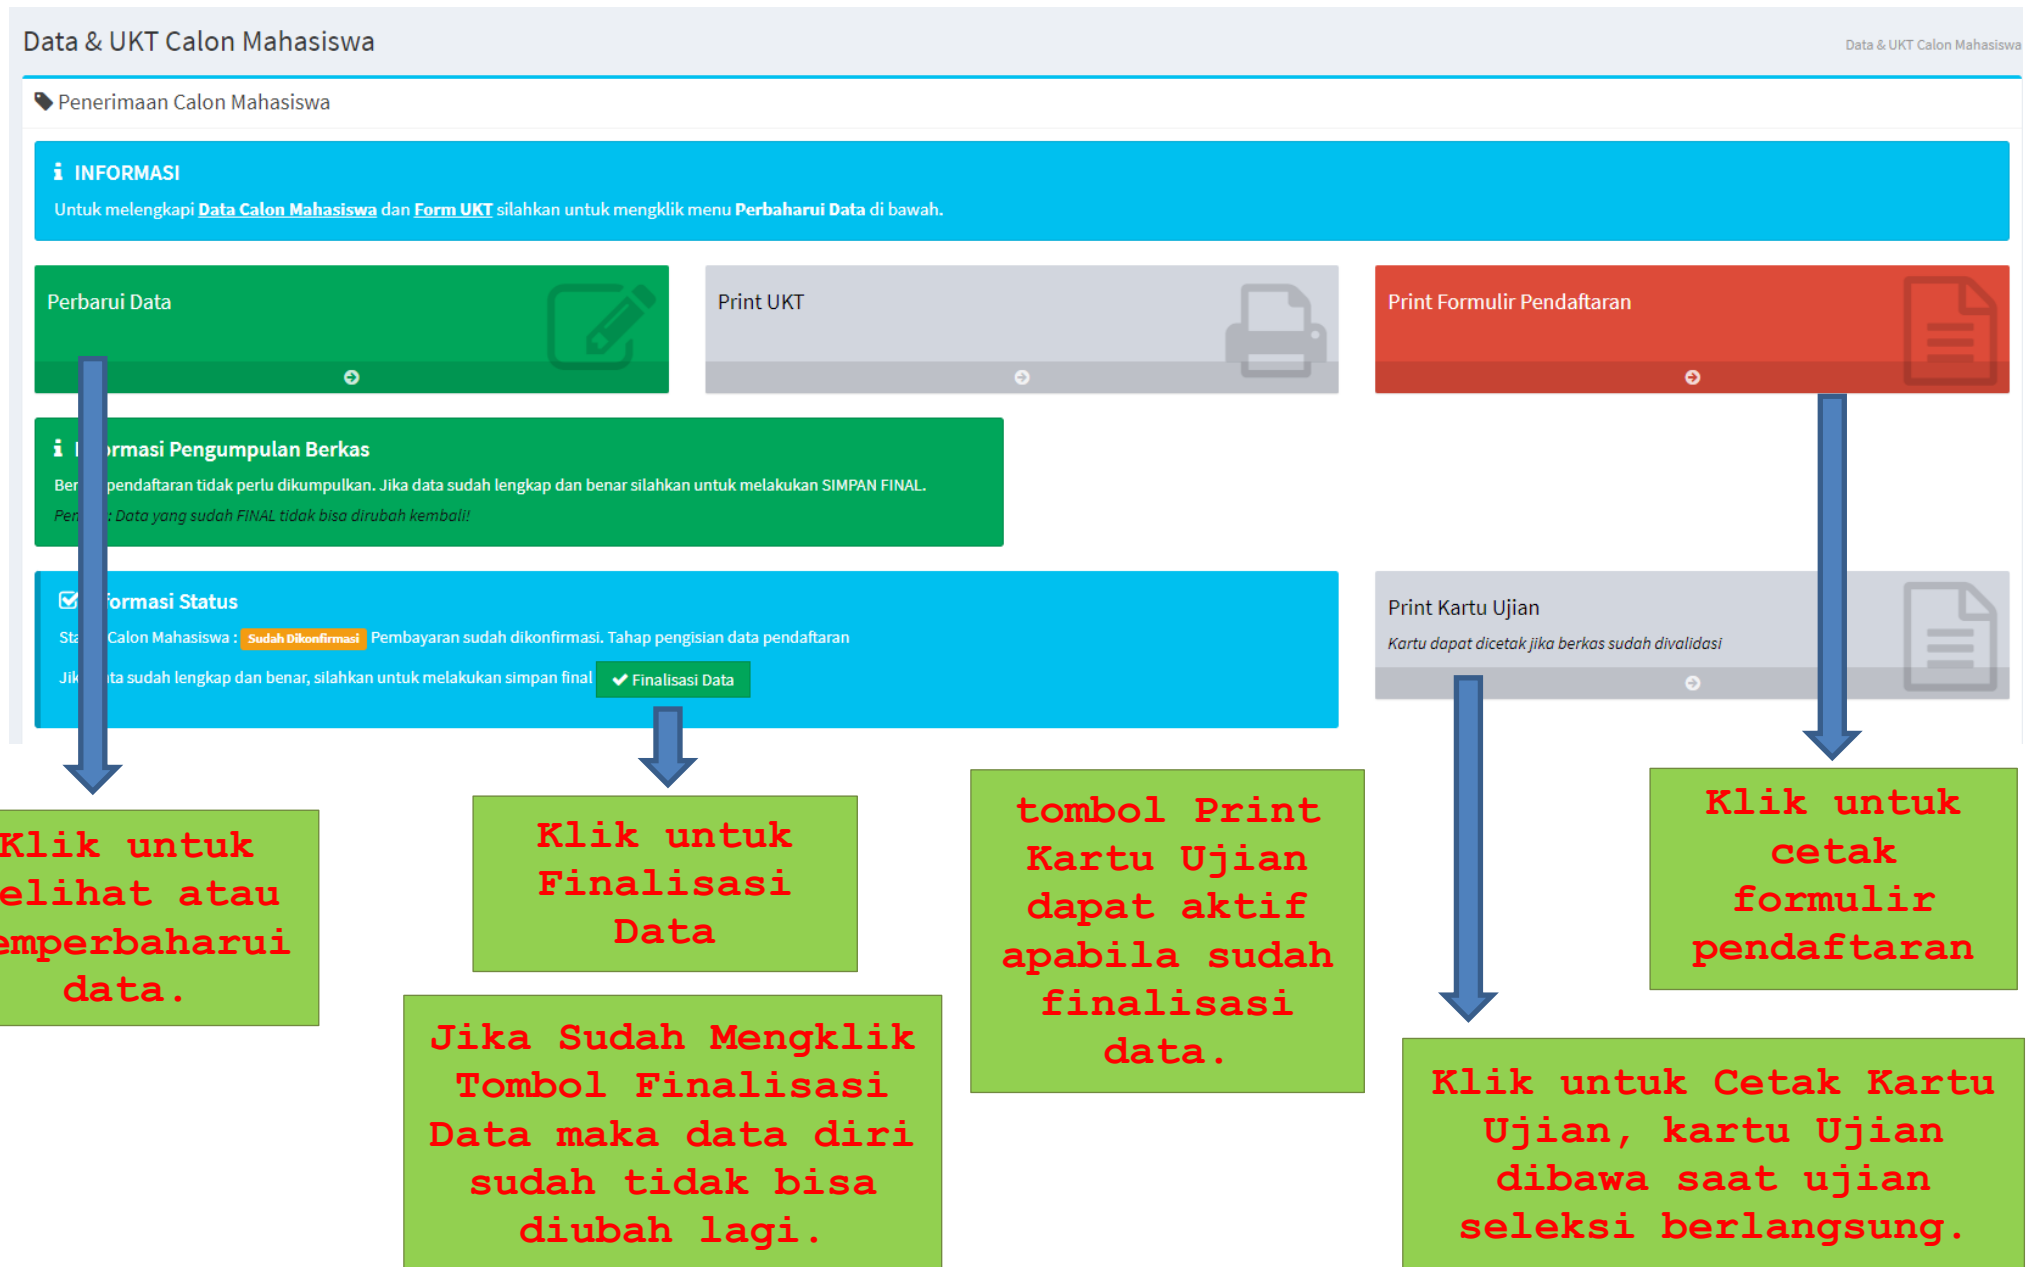 Data & UKT Calon Mahasiswa
Data & UKT Calon Mahasiswa
Penerimaan Calon Mahasiswa
INFORMASI
Untuk melengkapi Data Calon Mahasiswa dan Form UKT silahkan untuk mengklik menu Perbaharui Data di bawah.
Perbarui Data
Print UKT
Print Formulir Pendaftaran
ormasi Pengumpulan Berkas
Ber pendaftaran tidak perlu dikumpulkan. Jika data sudah lengkap dan benar silahkan untuk melakukan SIMPAN FINAL.
Pen : Data yang sudah FINAL tidak bisa dirubah kembali!
formasi Status
Sta Calon Mahasiswa : Sudah Dikonfirmasi Pembayaran sudah dikonfirmasi. Tahap pengisian data pendaftaran
Jik ta sudah lengkap dan benar, silahkan untuk melakukan simpan final Finalisasi Data
Print Kartu Ujian
Kartu dapat dicetak jika berkas sudah divalidasi
Klik untuk
elihat atau
emperbaharui
data.
Klik untuk
Finalisasi
Data
Jika Sudah Mengklik
Tombol Finalisasi
Data maka data diri
sudah tidak bisa
diubah lagi.
tombol Print
Kartu Ujian
dapat aktif
apabila sudah
finalisasi
data.
Klik untuk
cetak
formulir
pendaftaran
Klik untuk Cetak Kartu
Ujian, kartu Ujian
dibawa saat ujian
seleksi berlangsung.